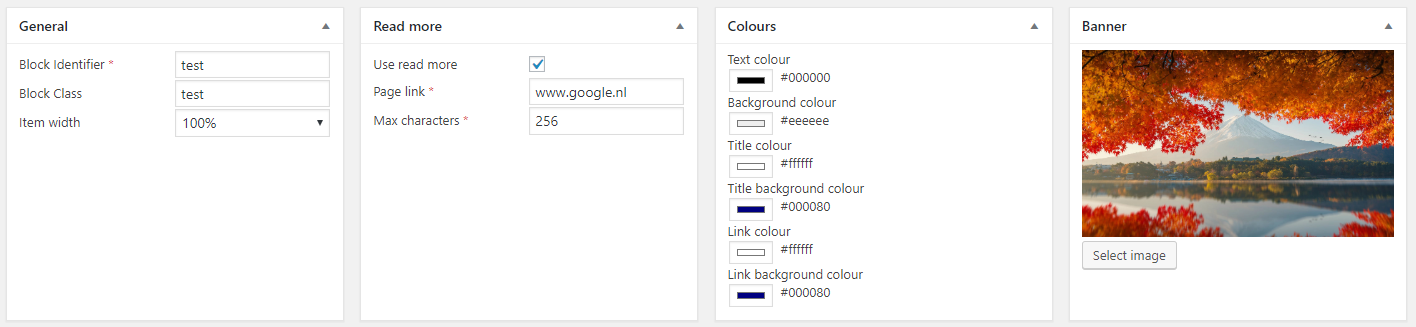 General
Block Identifier * test
Block Class test
Item width 100%
Read more
Use read more
Page link * www.google.nl
Max characters * 256
Colours
Text colour
#000000
Background colour
#eeeeee
Title colour
#ffffff
Title background colour
#000080
Link colour
#ffffff
Link background colour
#000080
Banner
Select image